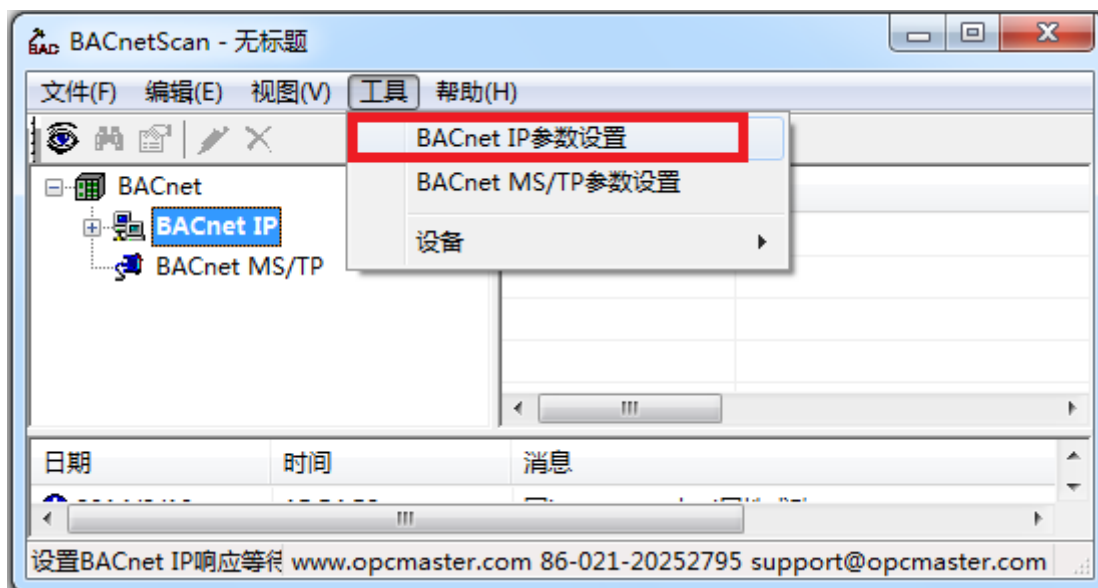 BACnetScan - 无标题
文件(F) 编辑(E) 视图(V) 工具 帮助(H)
BACnet IP参数设置
BACnet MS/TP参数设置
设备
BACnet
BACnet IP
BACnet MS/TP
日期 时间 消息
设置BACnet IP响应等待 www.opcmaster.com 86-021-20252795 support@opcmaster.com